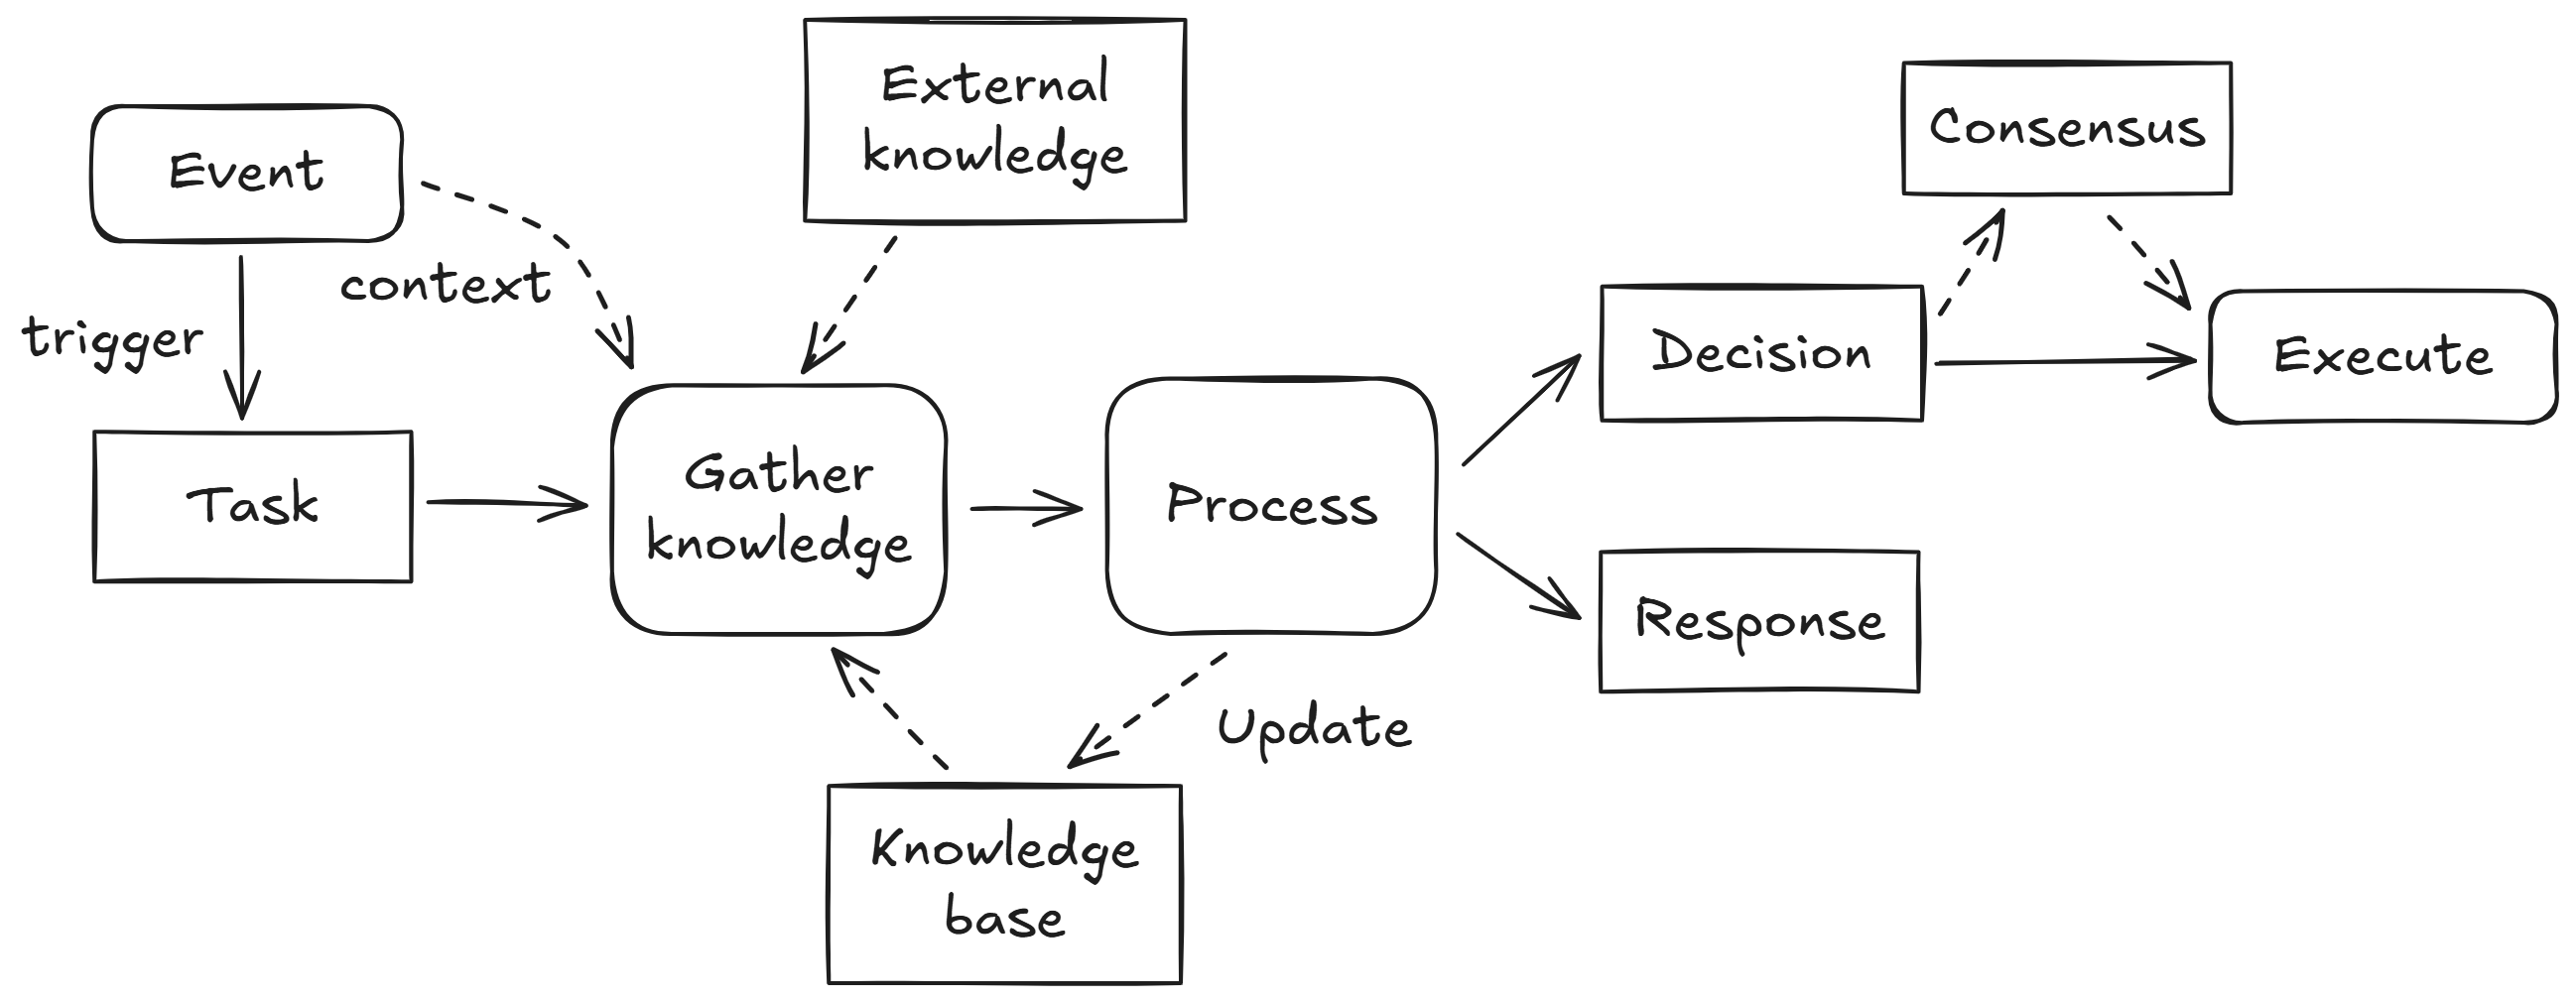 Event
trigger
context
Task
External
knowledge
Gather
knowledge
Knowledge
base
Process
Update
Decision
Response
Consensus
Execute